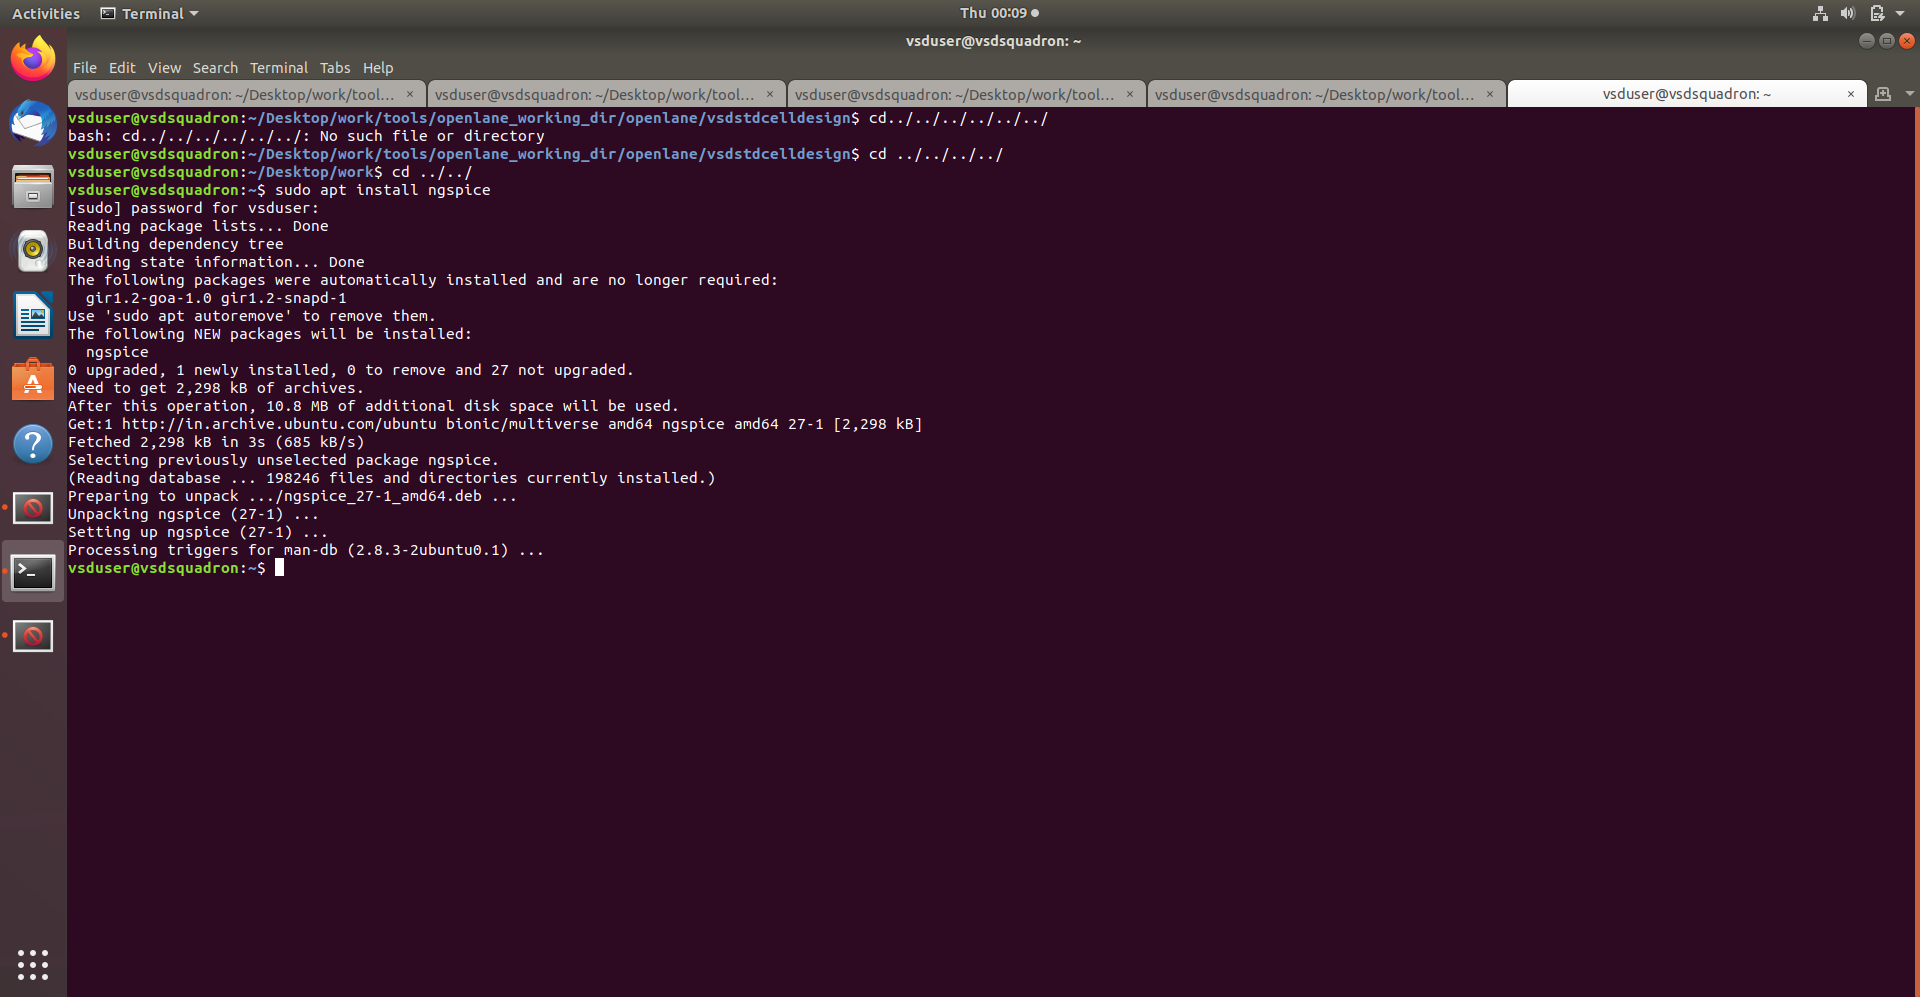 Activities Terminal Thu 00:09
vsduser@vsdsquadron: ~
File Edit View Search Terminal Tabs Help
vsduser@vsdsquadron: ~/Desktop/work/tool... × vsduser@vsdsquadron: ~/Desktop/work/tool... × vsduser@vsdsquadron: ~/Desktop/work/tool... × vsduser@vsdsquadron: ~/Desktop/work/tool... × vsduser@vsdsquadron: ~ ×
vsduser@vsdsquadron:~/Desktop/work/tools/openlane_working_dir/openlane/vsdstdcelldesign$ cd../../../../../../
bash: cd../../../../../../: No such file or directory
vsduser@vsdsquadron:~/Desktop/work/tools/openlane_working_dir/openlane/vsdstdcelldesign$ cd ../../../../
vsduser@vsdsquadron:~/Desktop/work$ cd ../../
vsduser@vsdsquadron:~$ sudo apt install ngspice
[sudo] password for vsduser:
Reading package lists... Done
Building dependency tree
Reading state information... Done
The following packages were automatically installed and are no longer required:
  gir1.2-goa-1.0 gir1.2-snapd-1
Use 'sudo apt autoremove' to remove them.
The following NEW packages will be installed:
  ngspice
0 upgraded, 1 newly installed, 0 to remove and 27 not upgraded.
Need to get 2,298 kB of archives.
After this operation, 10.8 MB of additional disk space will be used.
Get:1 http://in.archive.ubuntu.com/ubuntu bionic/multiverse amd64 ngspice amd64 27-1 [2,298 kB]
Fetched 2,298 kB in 3s (685 kB/s)
Selecting previously unselected package ngspice.
(Reading database ... 198246 files and directories currently installed.)
Preparing to unpack .../ngspice_27-1_amd64.deb ...
Unpacking ngspice (27-1) ...
Setting up ngspice (27-1) ...
Processing triggers for man-db (2.8.3-2ubuntu0.1) ...
vsduser@vsdsquadron:~$